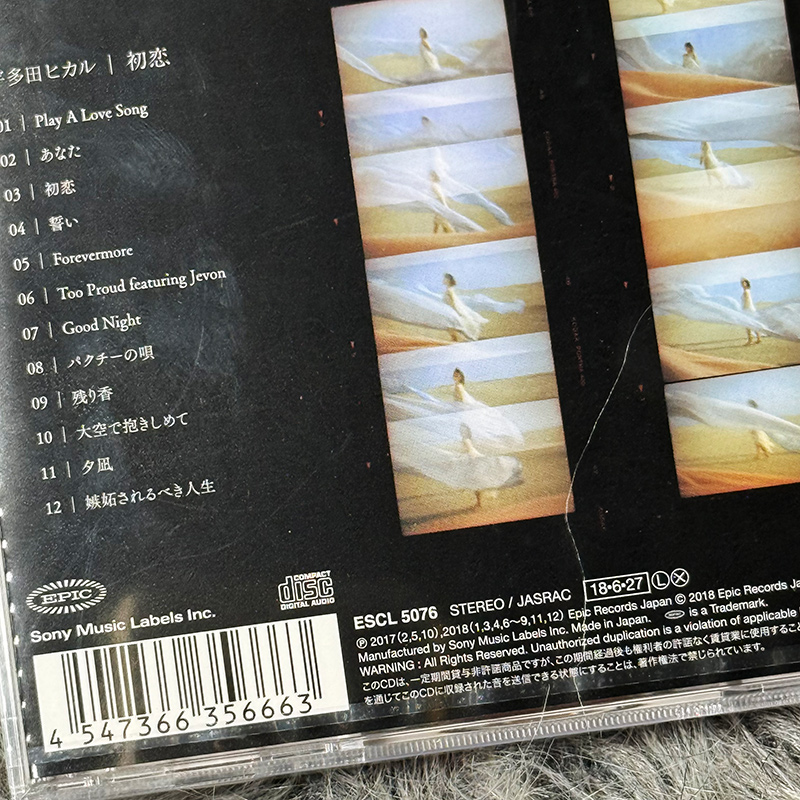 宇多田ヒカル | 初恋
01 | Play A Love Song
02 | あなた
03 | 初恋
04 | 誓い
05 | Forevermore
06 | Too Proud featuring Jevon
07 | Good Night
08 | パクチーの唄
09 | 残り香
10 | 大空で抱きしめて
11 | 夕凪
12 | 嫉妬されるべき人生
EPIC
Sony Music Labels Inc.
COMPACT
disc
DIGITAL AUDIO
4 547366 356663
ESCL 5076 STEREO / JASRAC 18•6•27 Ⓛ Ⓧ
Ⓟ 2017(2,5,10),2018(1,3,4,6~9,11,12) Epic Records Japan © 2018 Epic Records Ja
Manufactured by Sony Music Labels Inc. Made in Japan. is a Trademark.
WARNING : All Rights Reserved. Unauthorized duplication is a violation of applicable
このCDは、一定期間貸与非許諾商品ですが、この期間経過後も権利者の許諾なく賃貸業に使用すること
を通じてこのCDに収録された音を送信できる状態にすることは、著作権法で禁じられています。